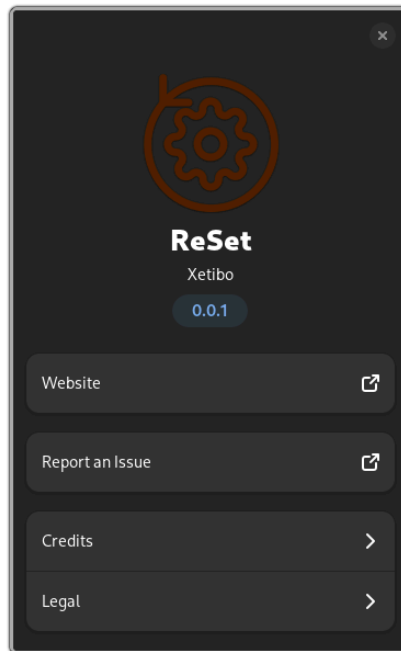 ReSet
Xetibo
0.0.1
Website
Report an Issue
Credits
Legal